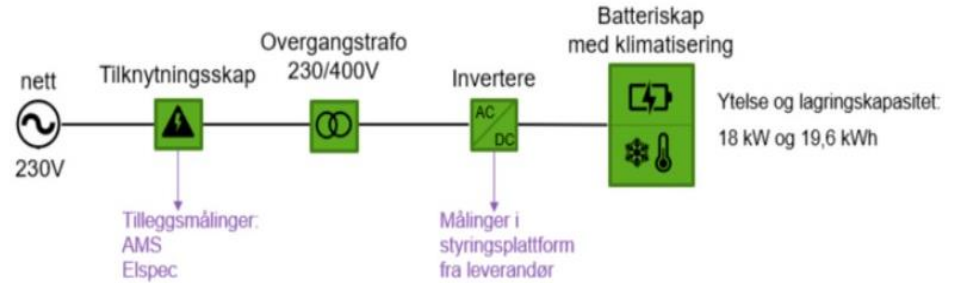 nett
230V
Tilknytningsskap
Overgangstrafo
230/400V
Invertere
AC
DC
Batteriskap
med klimatisering
Ytelse og lagringskapasitet:
18 kW og 19,6 kWh
Tilleggsmålinger:
AMS
Elspec
Målinger i
styringsplattform
fra leverandør